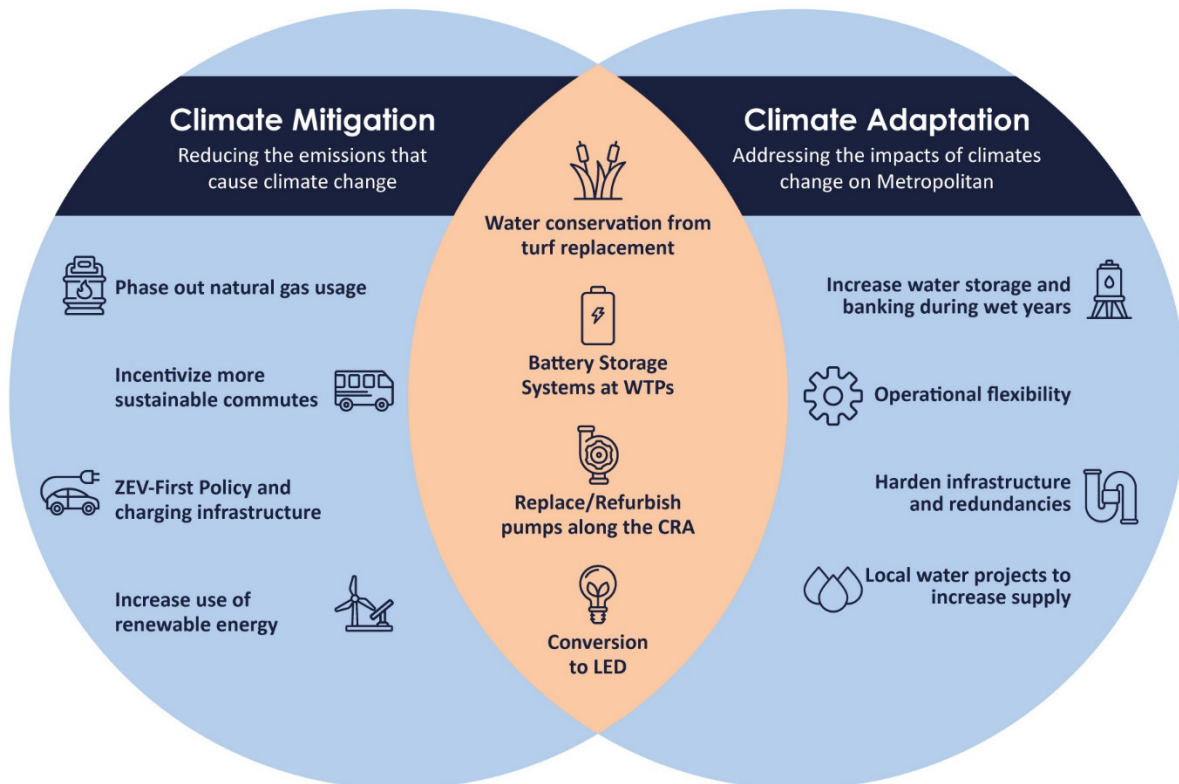 Climate Mitigation
Reducing the emissions that
cause climate change
Phase out natural gas usage
Incentivize more
sustainable commutes
ZEV-First Policy and
charging infrastructure
Increase use of
renewable energy
Water conservation from
turf replacement
Battery Storage
Systems at WTPs
Replace/Refurbish
pumps along the CRA
Conversion
to LED
Climate Adaptation
Addressing the impacts of climates
change on Metropolitan
Increase water storage and
banking during wet years
Operational flexibility
Harden infrastructure
and redundancies
Local water projects to
increase supply